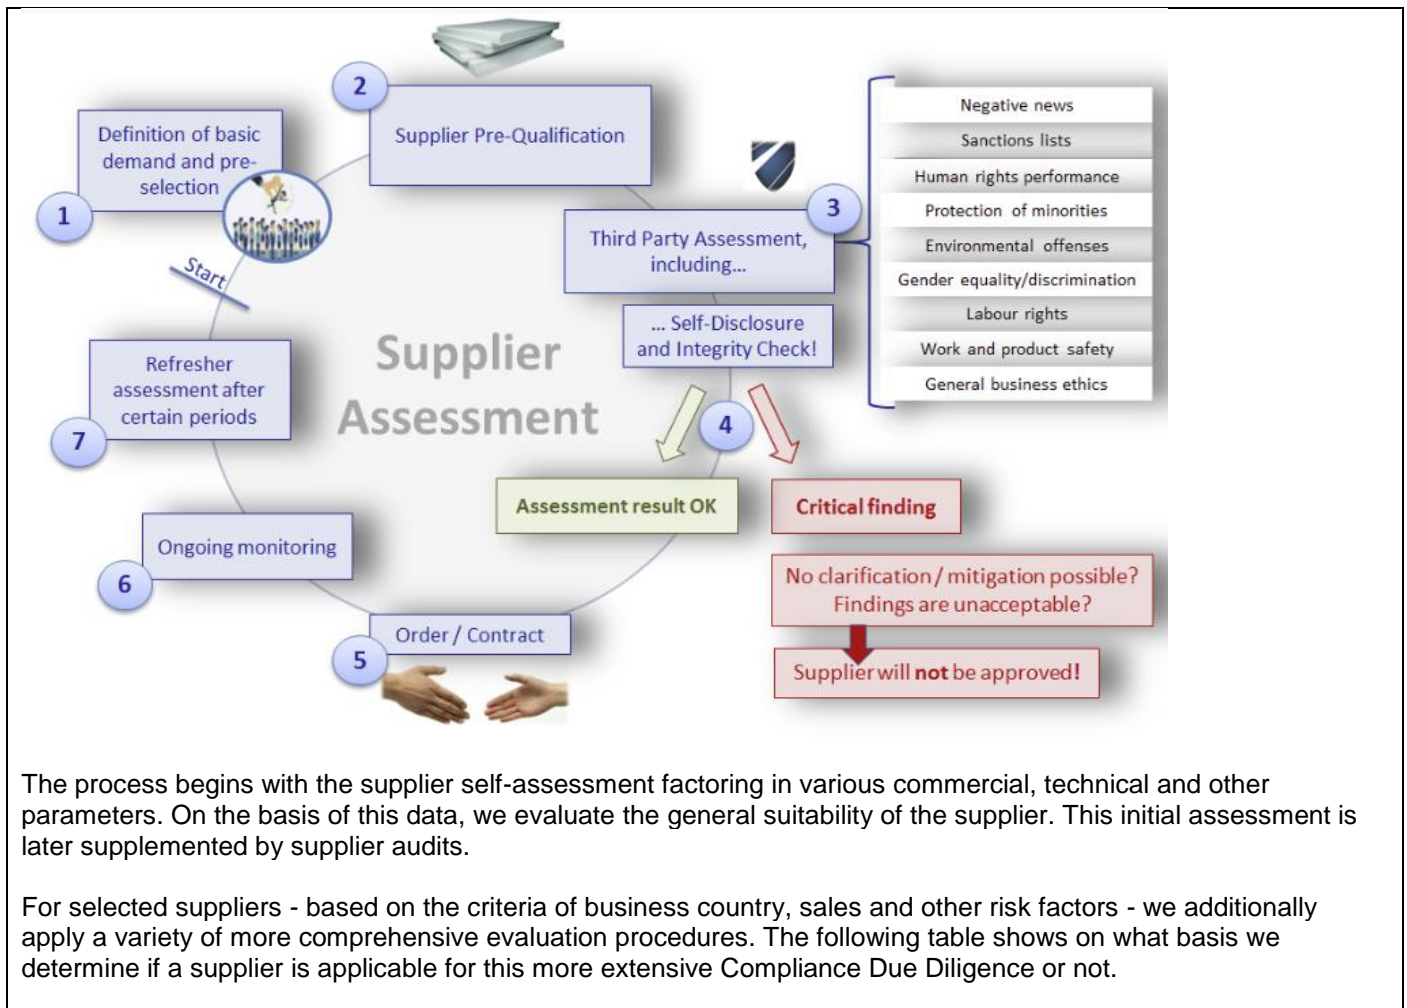 2
Supplier Pre-Qualification
1
Definition of basic
demand and pre-
selection
Start
3
Third Party Assessment,
including...
Negative news
Sanctions lists
Human rights performance
Protection of minorities
Environmental offenses
Gender equality/discrimination
Labour rights
Work and product safety
General business ethics
... Self-Disclosure
and Integrity Check!
Supplier
Assessment
4
Assessment result OK
Critical finding
No clarification / mitigation possible?
Findings are unacceptable?
Supplier will not be approved!
5
Order / Contract
6
Ongoing monitoring
7
Refresher
assessment after
certain periods
The process begins with the supplier self-assessment factoring in various commercial, technical and other
parameters. On the basis of this data, we evaluate the general suitability of the supplier. This initial assessment is
later supplemented by supplier audits.
For selected suppliers - based on the criteria of business country, sales and other risk factors - we additionally
apply a variety of more comprehensive evaluation procedures. The following table shows on what basis we
determine if a supplier is applicable for this more extensive Compliance Due Diligence or not.